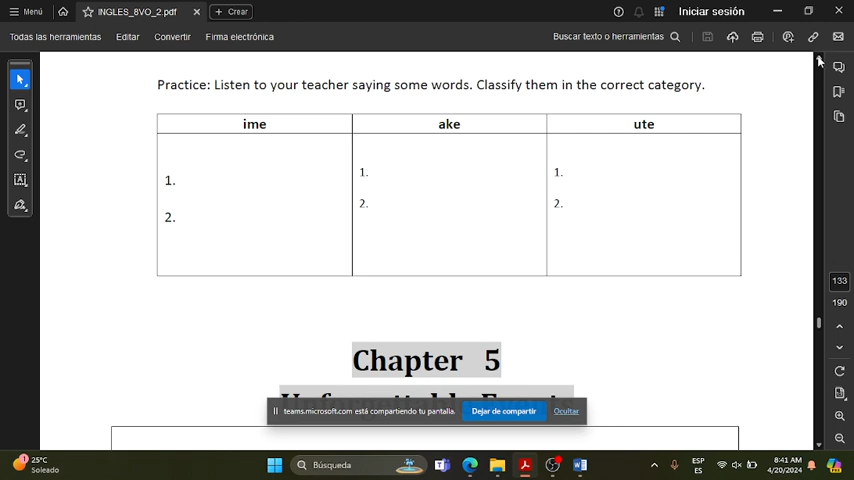 Menú
INGLES_8VO_2.pdf
Crear
Iniciar sesión
Todas las herramientas
Editar
Convertir
Firma electrónica
Buscar texto o herramientas
Practice: Listen to your teacher saying some words. Classify them in the correct category.
ime ake ute
1. 1. 1.
2. 2. 2.
Chapter 5
Unforgettable Events
teams.microsoft.com está compartiendo tu pantalla.
Dejar de compartir
Ocultar
133
190
1
25°C
Soleado
Búsqueda
ESP
ES
8:41 AM
4/20/2024